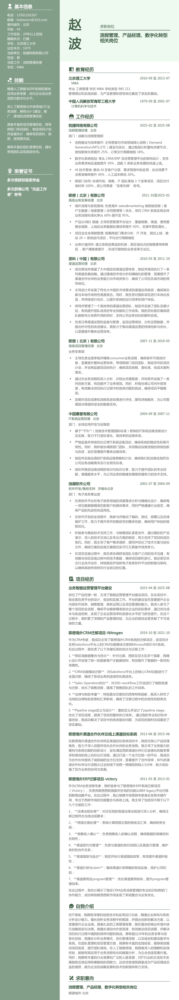 基本信息
电话：13501102267
邮箱：bobosscn@163.com
意向城市：北京
年龄：45
工作经验：20年以上经验
婚姻状况：已婚
学校：北京理工大学
出生年月：1979
当前单位：锐捷网络有限公司
性别：男
当前工作：流程管理经理
学历：MBA
技能
精通人工智能与ERP系统的落地
应用业务场景，优化企业流业务
流程与数字化水平。
深入了解营销与市场领域LTC业
务流程，拥有从0-1建设，推
广，落地的流程管理经验
具备丰富的项目管理经验，领导
跨部门项目团队，制定项目计划
并监督执行，确保项目按时、按
质、按预算完成。
拥有丰富的团队管理经验，擅长
带领团队实现高效协同。
荣誉证书
多次荣获校级奖学金
多次获得公司“先进工作
者”称号
赵
波
求职岗位
流程管理、产品经理、数字化转型
相关岗位
教育经历
北京理工大学 2010-09 至 2013-07
MBA
专业 工商管理 学历 MBA 学校类型 985 211
管理理论和实践技能，为产品管理和领导岗位奠定了坚实的基础。
中国人民解放军海军工程大学 1979-09 至 2001-07
计算机科学与技术
工作经历
锐捷网络有限公司 2025-02 至 2025-08
流程管理经理 北京
部门：战略与流程管理部
流程建设与效率提升: 主导营销与市场领域核心流程（Demand
Generation/MTL/LTC）建设与优化，通过瓶颈分析重构关键节点，
使线索转化率提升 25%，订单交付周期缩短 18%。
数字化系统规划: 牵头 CRM/ERP 及经营管理平台的架构设计，支持
业务需求响应速度提升 30%，适配 5 类新业务场景的快速上线。
AI 技术落地: 推动 AI 在客户分层、需求预测中的应用，试点场景下
决策准确率提升 40%，人工成本降低 20%。
跨部门协同: 协调市场、销售、IT 团队落地 3 个变革项目，项目交付
准时率 100%，获公司季度 “变革先锋” 称号。
联想（北京）有限公司 2011-10至2025-01
高级业务变革经理 北京
海外流程与系统落地: 负责海外 sales&marketing 端到端流程（客
户主数据 / 线索管理 / 合同管理等）优化，依托 CRM 系统实现全球
业务流程标准化率从 60% 提升至 95%。
产品从0到1 搭建: 主导经营管理平台设计，覆盖销售、渠道、费用管
理全链路，上线后业务数据处理效率提升 50%，支撑年营收增长 。
项目全生命周期管理: 统筹跨部门需求分析、IT 开发、测试上线，推
动 20 + 系统迭代项目，平均交付周期缩短
业务价值闭环: 建立系统效果追踪机制，某区域试点后销售费用率降
低 ，客户满意度提升 ，形成可复制的业务变革方法论。
思科（中国）有限公司 2010-05 至 2011-10
渠道运营经理 北京
成功策划并搭建了大中国区的渠道运营体系，制定并高效执行了一系
列渠道发展战略。通过精准的市场分析和精细化的管理，显著提升了
渠道合作伙伴的业务能力与市场竞争力，确保了公司在区域市场的领
导地位。
主导设计并实施了符合大中国区市场需求的渠道应用系统，确保其功
能与本地市场特性高度契合。同时，我负责对国际项目进行本地化改
造，并持续进行优化，以提升系统的运行效率和用户体验。
领导并管理了一个高效率的渠道运营团队，制定并实施了团队发展计
划，有效提升团队成员的专业技能和工作效率。我的目标是在确保团
队能够充分发挥作用的同时，支持公司业务目标的顺利实现。
负责日常渠道运营的监督与管理，监控运营绩效，分析运营数据，并
提出针对性的改进建议。我致力于推动渠道运营的持续创新与优化，
以显著提升整体运营效率。
联想（北京）有限公司 2007-11 至 2010-05
高级项目管理经理 北京
业务变革部
主导负责全面审视并精炼consumer业务流程，确保各环节高效对
接，显著提升整体运营效率。带领跨部门项目团队，制定详尽的项目
计划，并全程监督项目的执行，确保项目按期、高标准、低成本顺利
落实。
通过对业务流程的深入分析，识别出关键瓶颈，并构思并实施了一系
列创新方案，有效提升了业务绩效。同时，积极协调公司内外部资
源，有效解决项目执行过程中的各类问题和挑战，确保项目平稳推
进。
定期对项目成果和流程改进效果进行评估，撰写详细报告，为公司管
理层决策提供坚实的数据支持。
中国惠普有限公司 2004-09 至 2007-11
IT系统运营经理 北京
部门：全球应用开发与运维部
基于**ITIL**（信息技术管理国际标准）框架的IT系统运维流程设计
及实施，致力于打造标准化、高效率的运维体系。
严格监督并持续优化日常IT系统运维活动，确保系统的稳定性和高可
用性。同时，我积极协调跨部门团队，共同推动运维流程的持续创新
与改进，旨在显著提升整体运维效率。
制定并实施全面的IT系统运维策略和计划，确保我们的运维实践符合
公司业务战略需求及行业领先标准。
组织并推进运维流程的培训与知识分享，致力于提升团队的专业技
能，增强服务水平，为公司业务的稳健发展提供强有力的技术支持。
浪潮软件公司 2001-07 至 2004-09
软件开发/售前支持 济南&北京
部门：电子政务事业部
负责软件平台在电子政务领域的深度需求分析与精细化设计，确保每
一项功能都能精准匹配客户的具体需求，同时严格遵循行业规范，确
保产品的先进性和适用性。
在软件开发的全流程中，我参与并推动了编码、测试、部署以及后续
维护工作，致力于提升软件的稳定性和整体性能，确保用户体验的极
致优化。
积极参与售前技术支持工作，与销售团队紧密合作，通过精彩的产品
演示、深入的技术交流以及专业方案的制定，有力支持了项目的成功
签约。同时，我主导了客户需求调研，撰写并优化了技术方案与投标
文件，确保方案的实施方案既切实可行又具备市场竞争力。
在项目实施过程中，我负责协调研发团队与客户之间的技术沟通，有
效解决项目实施过程中的技术难题，确保项目顺利进行。我还密切关
注行业技术动态，持续跟进并创新电子政务软件平台的职能与架构，
以确保其始终保持在行业前沿的位置。
项目经历
业务智能运营管理平台建设 2023-04 至 2025-08
担任了产品经理一职，主导了智能运营管理平台建设项目。在此项目中，
我全面负责平台的设计、规划和实施工作。平台的建设旨在显著提升企业
内部协作效率、销售管理、商务运营以及项目管理的能力。我深入参与了
整个项目的全流程，确保平台能够精准契合企业的实际需求，通过优化成
本与收益控制，实现了企业运营效率和信息化水平的飞跃性提升。在这个
过程中，我积累了深厚的产品管理经验，为企业的高效运营贡献了不可或
缺的力量。
联想海外CRM迁移项目-Nitrogen 2019-10 至 2021-10
作为CRM专家，我成功主导了联想海外CRM系统的迁移项目，该项目涉
及将Salesforce平台上的CRM功能模块迁移到Microsoft的D365系统。
在此过程中，我负责了以下关键任务的优化与迁移工作：
1. **跨区域数据整合与优化**：针对北美、西欧及亚太区多个国家，我精
心设计并实施了统一的国家客户主数据结构，有效提升了数据的一致性和
准确性。
2. **CRM功能模块迁移**：对Salesforce平台上的核心CRM功能进行了
全面迁移，确保了各项业务的连续性和高效性。
3. **Sales Operation优化**：对200+workflow工作流进行了细致梳理
与迁移，优化了销售流程，提高了销售团队的工作效率。
4. **法律与税收考量**：特别是在印度和巴西等特殊国家，我深入研究了
当地的法律税收政策和汇率影响，确保了迁移过程中的合规性和税务优
化。
5. **Pipeline stage定义与设计**：重新定义并设计了pipeline stage，
优化了项目流程，提高了项目的整体执行效率。 通过我的专业知识和丰
富经验，我成功解决了项目中的各类复杂问题，为项目的顺利完成奠定了
坚实基础。
联想海外渠道合作伙伴及线上渠道投标系统 2013-06 至 2015-06
在联想海外渠道合作伙伴网及渠道投标系统项目中，我担任核心产品经理
角色，致力于深入挖掘并优化合作伙伴的业务流程。我主导了业务能力的
重构与系统功能的创新设计，旨在满足西欧渠道伙伴们日益增长的服务需
求和高效的线上投标议价流程。通过打造一个全方位统一的平台，我成功
为合作伙伴提供了端到端的全方位支持，显著提升了合作效率，80%的渠
道合作伙伴议价流程从过去的线下流程一周缩短到线上5分钟，极大地加
强了双方业务的协同与发展。
联想海外ERP迁移项目-victory 2011-05 至 2013-01
作为CRM业务流程专家，我积极参与了联想海外ERP系统迁移项目
（Victory），负责将联想西欧国家所在地的功能从IBM legacy平台迁移
到联想战略平台。在此过程中，我以销售市场营销专家身份发挥关键作
用，专注于西欧市场的功能整合与系统上线。我主导了包括但不限于以下
几个方面的工作：
1、 **法律法规协调**：对涉及到的各国法律法规进行深入分析，确保迁
移过程符合当地法规要求；
2、 **跨国交易处理**：熟练计算跨国交易的税收及汇率，确保财务合
规；
3、 **销售收入确认**：负责销售收入的确认流程，确保数据的准确性和
合规性；
4、**渠道签约与管理**：负责与渠道的签约流程以及渠道3S管理，维护
良好的合作关系；
5、**渠道激励与返点**：制定并执行渠道激励政策，有效提升渠道积极
性；
6、**渠道价保与claim**：确保渠道价保策略的有效实施，保护公司利
益；
7、**渠道费用及program管理**：优化渠道费用结构，提升program管
理效率。
在此过程中，我充分展示了我在CRM业务流程管理的专业知识和跨部门
协作能力，成功帮助联想西欧市场实现了系统整合与业务优化。
自我介绍
在IT领域，我拥有深厚的信息技术和应用设计功底，精通企业架构与系统
分析设计能力。擅长剖析业务流程中的瓶颈，并提出创新的解决方案，以
显著提升企业业绩。具备扎实的工商管理背景，能在复杂的商业环境中进
行战略规划与决策。我擅长调动内外部资源，有效推动项目进展，并解决
项目执行过程中遇到的各种问题和挑战。拥有超过20年的业务变革与信
息化经验，我擅长分析业务模式、优化管理流程，以及规划和建设数字化
系统。在团队管理和项目管理方面，我拥有丰富的实践经验，能够高效推
动项目前进，提升团队绩效。在人工智能领域，我具备深入的理解和实践
经验，能够将其应用于业务流程优化和数据分析，为企业创造显著价值。
同时，我拥有丰富的行业背景和广泛的人脉资源，对IT行业的主流技术发
展趋势及其应用有着敏锐的洞察力。这些优势使我具备成为产品经理或总
监的潜质，能为企业的战略发展和技术创新提供有力支持。
求职意向
流程管理、产品经理、数字化转型相关岗位
期望城市 北京